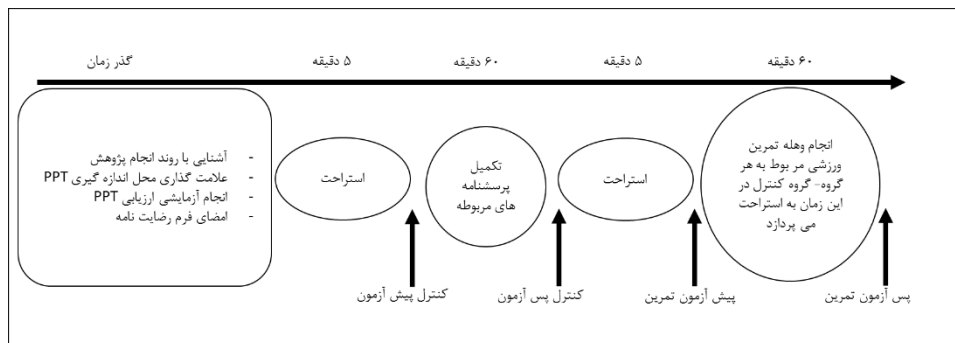 گذر زمان
۵ دقیقه
۶۰ دقیقه
۵ دقیقه
۶۰ دقیقه
- آشنایی با روند انجام پژوهش
- علامت گذاری محل اندازه گیری PPT
- انجام آزمایشی ارزیابی PPT
- امضای فرم رضایت نامه
استراحت
تکمیل
پرسشنامه
های مربوطه
استراحت
انجام وهله تمرین
ورزشی مربوط به هر
گروه- گروه کنترل در
این زمان به استراحت
می پردازد
کنترل پیش آزمون
کنترل پس آزمون
پیش آزمون تمرین
پس آزمون تمرین